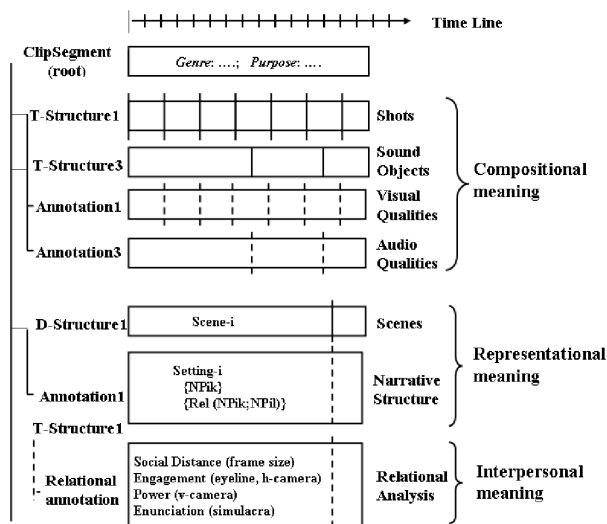 Time Line
ClipSegment
(root)
Genre: ….; Purpose: ….
T-Structure1
Shots
T-Structure3
Sound
Objects
Compositional
meaning
Annotation1
Visual
Qualities
Annotation3
Audio
Qualities
D-Structure1
Scene-i
Scenes
Representational
meaning
Setting-i
{NPik}
{Rel (NPik;NPil)}
Narrative
Structure
Annotation1
T-Structure1
Relational
annotation
Social Distance (frame size)
Engagement (eyeline, h-camera)
Power (v-camera)
Enunciation (simulacra)
Relational
Analysis
Interpersonal
meaning